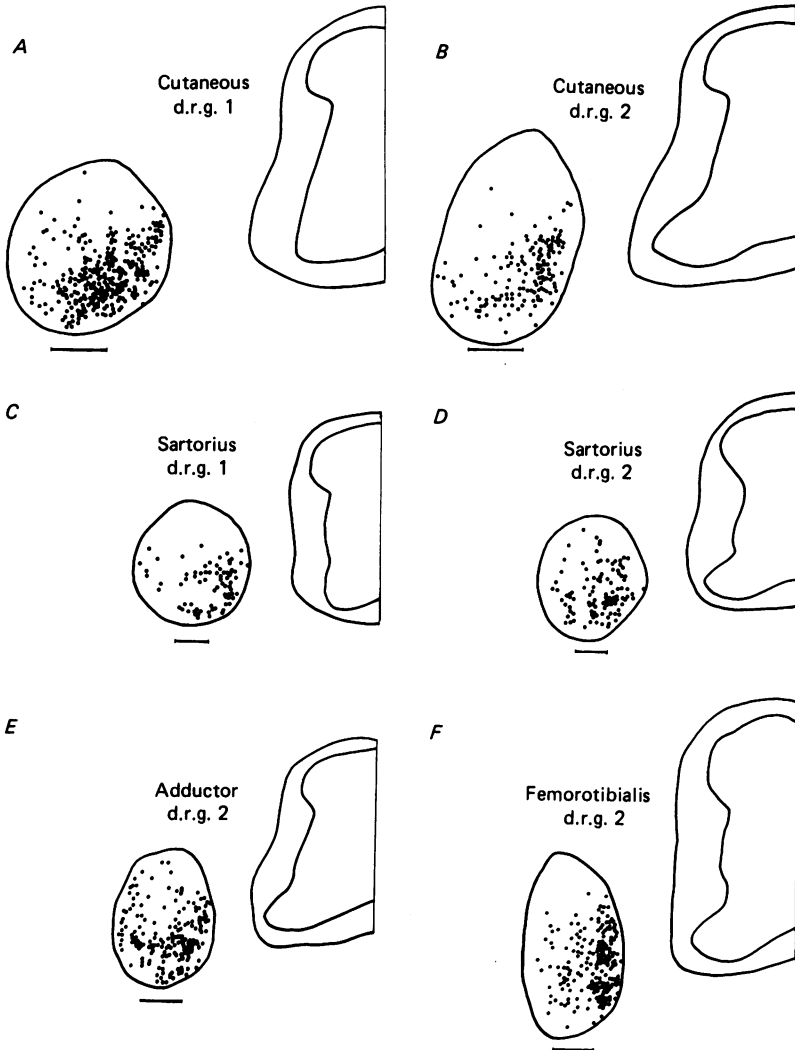 A
Cutaneous
d.r.g. 1
B
Cutaneous
d.r.g. 2
C
Sartorius
d.r.g. 1
D
Sartorius
d.r.g. 2
E
Adductor
d.r.g. 2
F
Femorotibialis
d.r.g. 2